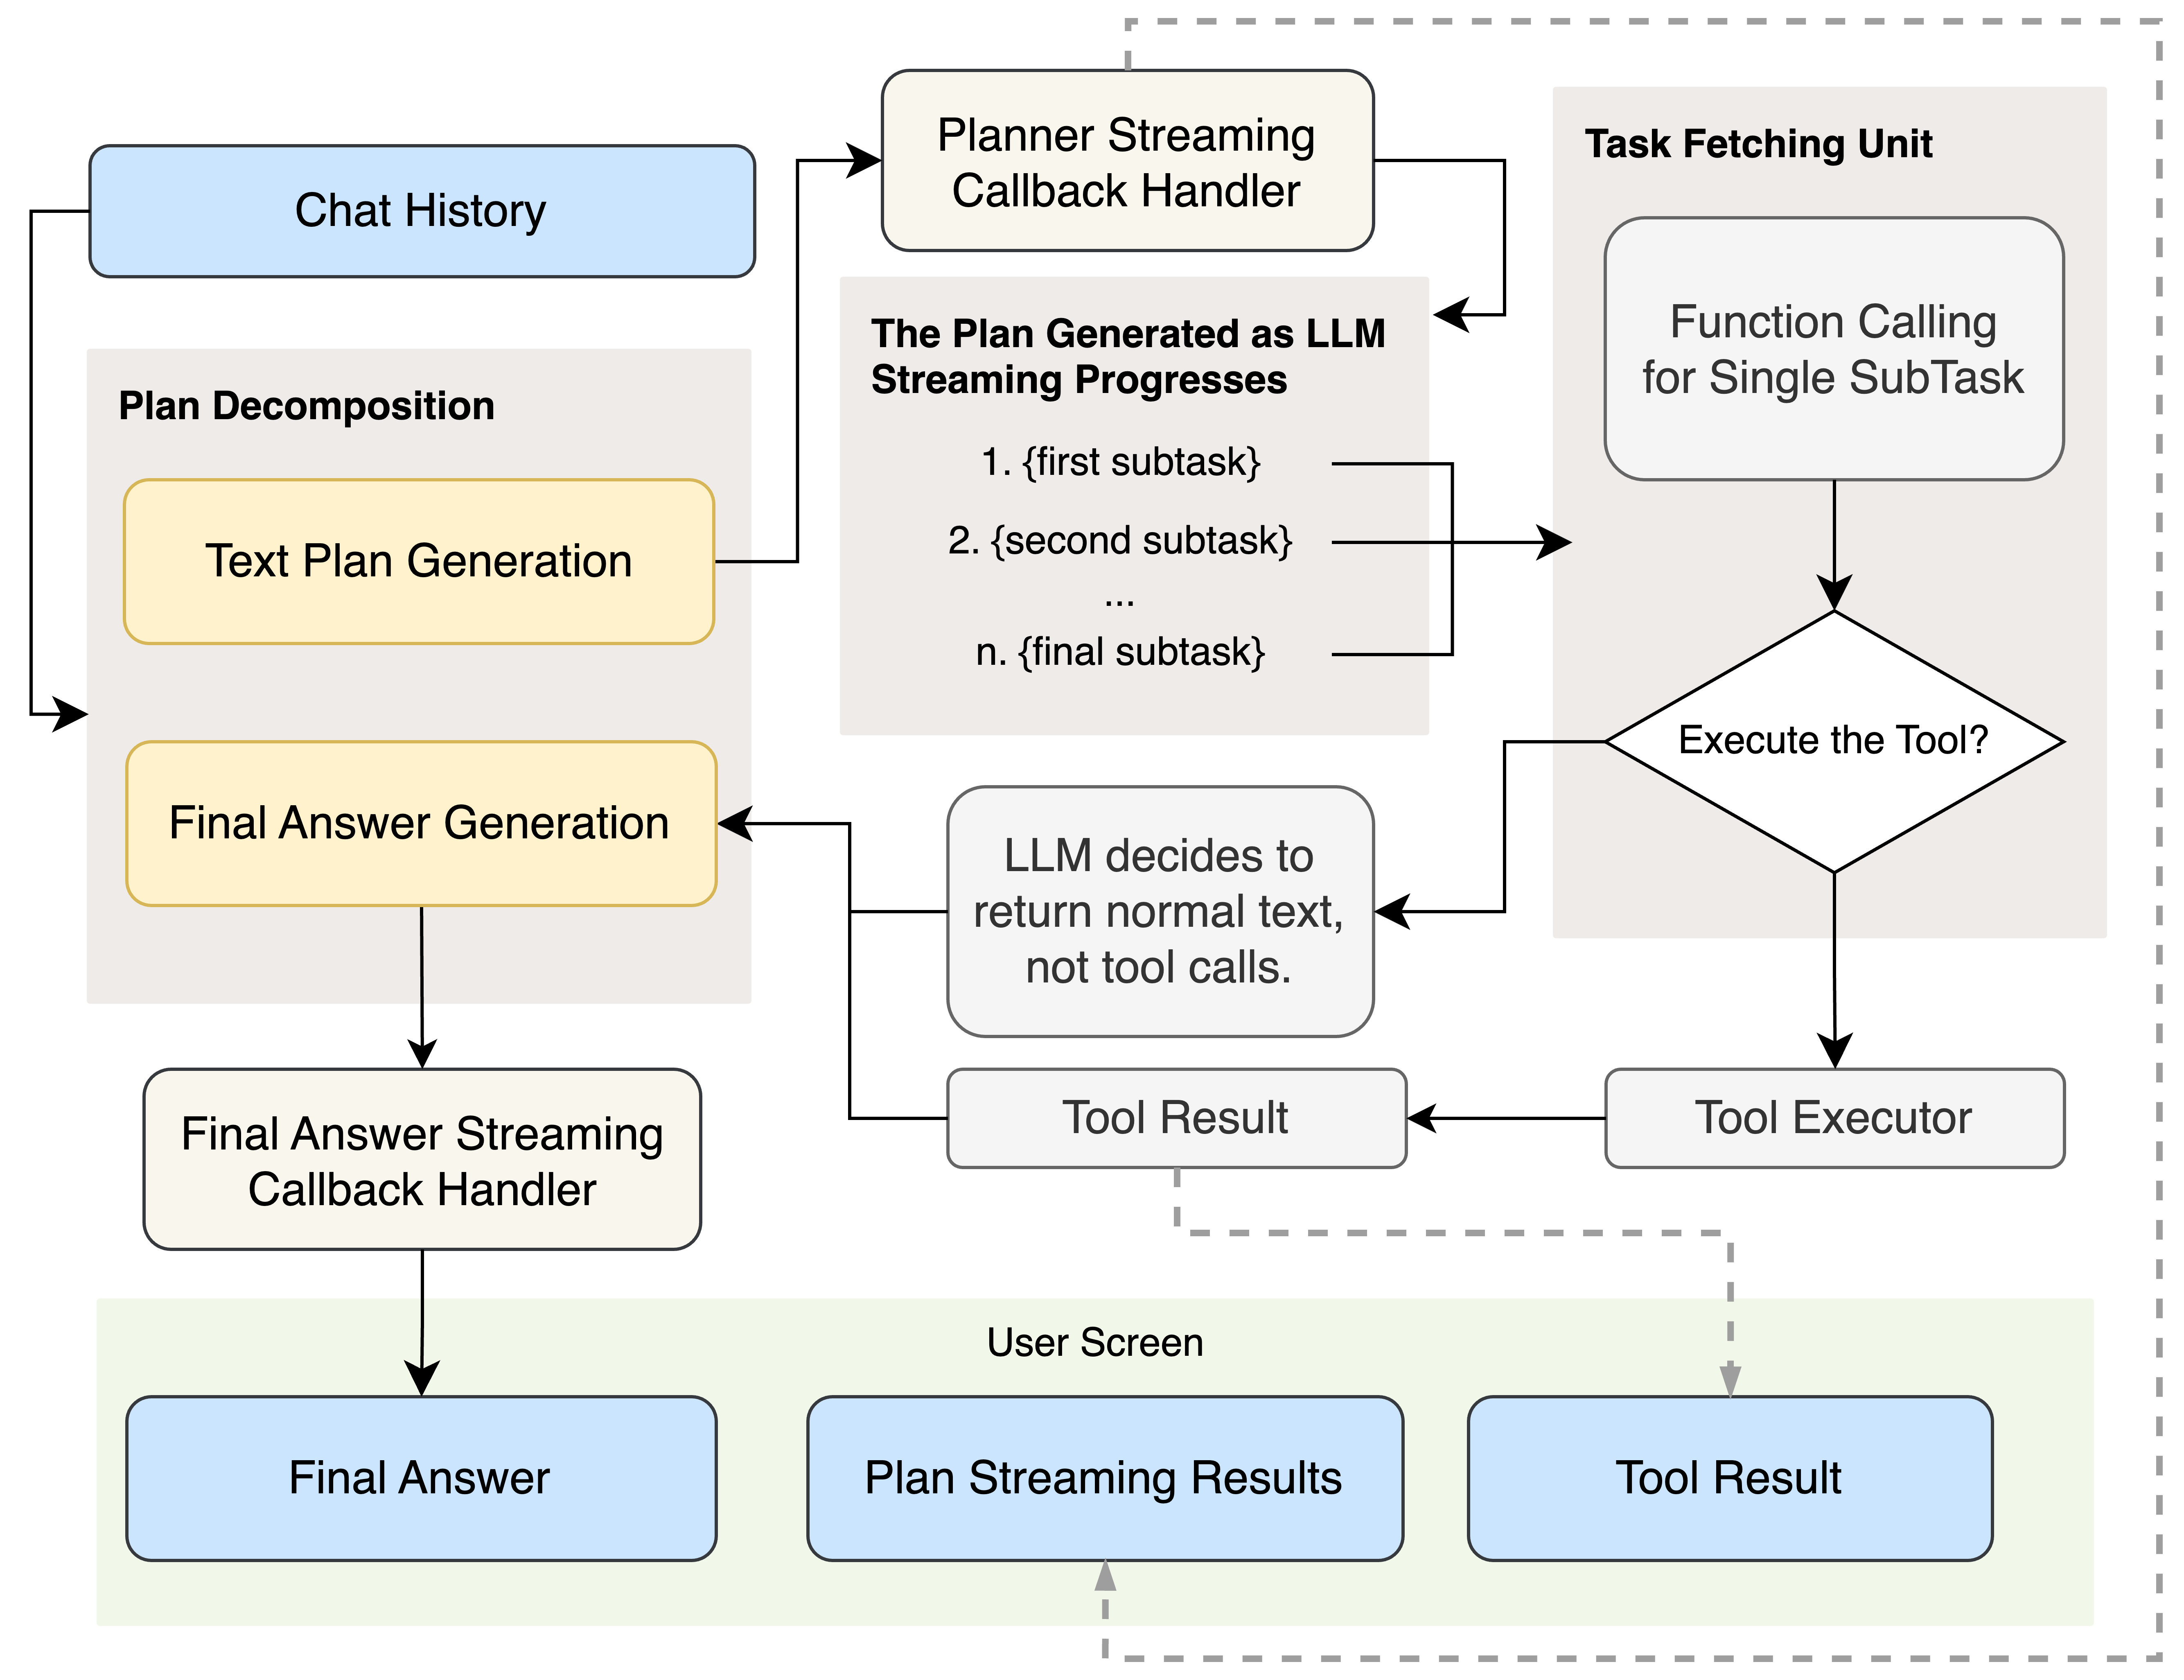 Planner Streaming
Callback Handler
Task Fetching Unit
Chat History
Function Calling
for Single SubTask
The Plan Generated as LLM
Streaming Progresses
1. {first subtask}
2. {second subtask}
...
n. {final subtask}
Plan Decomposition
Text Plan Generation
Final Answer Generation
Execute the Tool?
LLM decides to
return normal text,
not tool calls.
Tool Result
Tool Executor
Final Answer Streaming
Callback Handler
User Screen
Final Answer
Plan Streaming Results
Tool Result